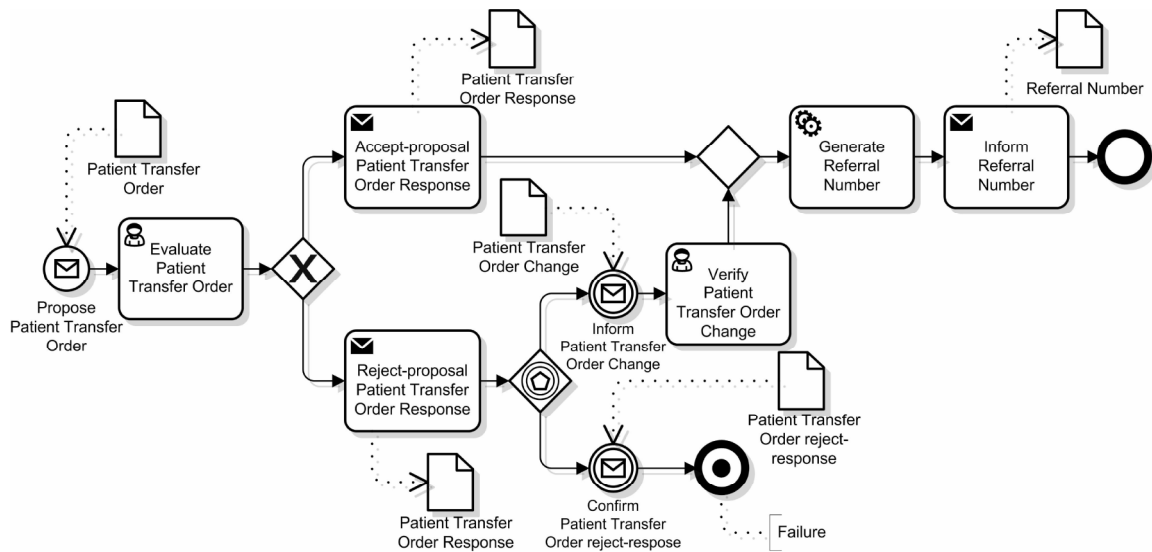 Patient Transfer
Order Response
Referral Number
Patient Transfer
Order
Accept-proposal
Patient Transfer
Order Response
Generate
Referral
Number
Inform
Referral
Number
Propose
Patient Transfer
Order
Evaluate
Patient
Transfer Order
X
Patient Transfer
Order Change
Inform
Patient Transfer
Order Change
Verify
Patient
Transfer Order
Change
Reject-proposal
Patient Transfer
Order Response
Patient Transfer
Order reject-
response
Patient Transfer
Order Response
Confirm
Patient Transfer
Order reject-respose
Failure